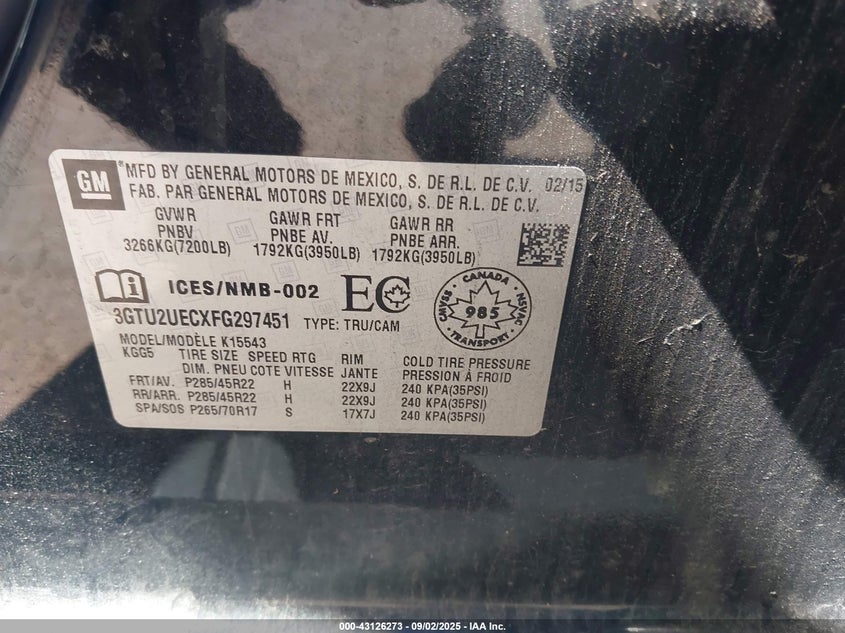 GM
MFD BY GENERAL MOTORS DE MEXICO, S. DE R.L. DE C.V. 02/15
FAB. PAR GENERAL MOTORS DE MEXICO, S. DE R.L. DE C.V.
GVWR GAWR FRT GAWR RR
PNBV PNBE AV. PNBE ARR.
3266KG(7200LB) 1792KG(3950LB) 1792KG(3950LB)
ICES/NMB-002 EC
CANADA
CMVSS NSVAC
985
TRANSPORT
3GTU2UECXFG297451 TYPE: TRU/CAM
MODEL/MODÈLE K15543
KGG5 TIRE SIZE SPEED RTG RIM COLD TIRE PRESSURE
DIM. PNEU COTE VITESSE JANTE PRESSION À FROID
FRT/AV. P285/45R22 H 22X9J 240 KPA(35PSI)
RR/ARR. P285/45R22 H 22X9J 240 KPA(35PSI)
SPA/SOS P265/70R17 S 17X7J 240 KPA(35PSI)
000-43126273 - 09/02/2025 - IAA Inc.